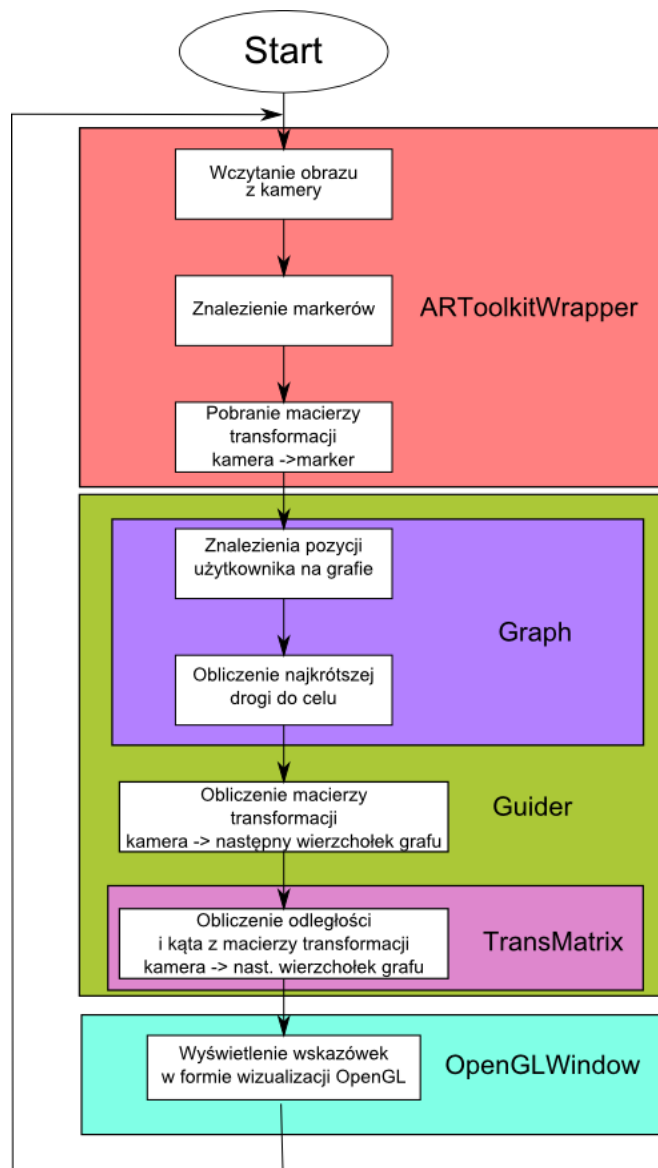 Start
Wczytanie obrazu
z kamery
Znalezienie markerów
ARToolkitWrapper
Pobranie macierzy
transformacji
kamera ->marker
Znalezienia pozycji
użytkownika na grafie
Graph
Obliczenie najkrótszej
drogi do celu
Obliczenie macierzy
transformacji
kamera -> następny wierzchołek grafu
Guider
Obliczenie odległości
i kąta z macierzy transformacji
kamera -> nast. wierzchołek grafu
TransMatrix
Wyświetlenie wskazówek
w formie wizualizacji OpenGL
OpenGLWindow